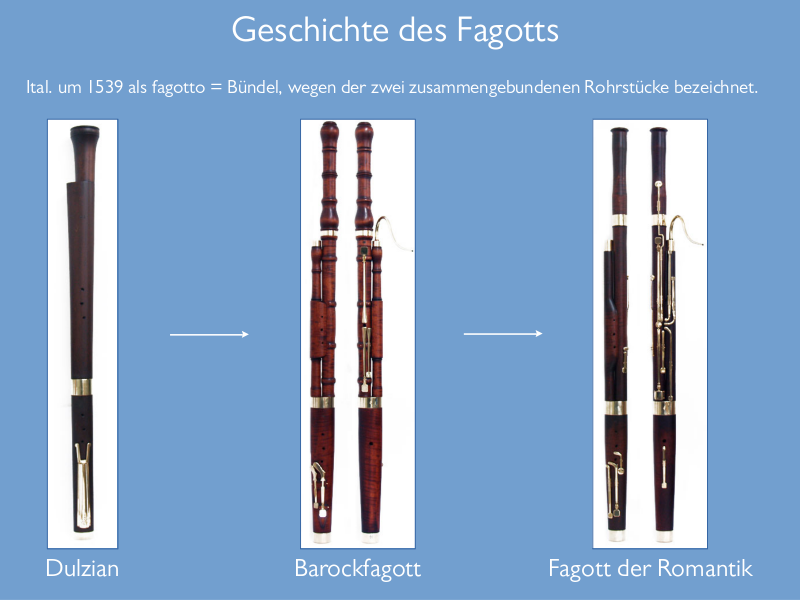 Geschichte des Fagotts
Ital. um 1539 als fagotto = Bündel, wegen der zwei zusammengebundenen Rohrstücke bezeichnet.
Dulzian
Barockfagott
Fagott der Romantik